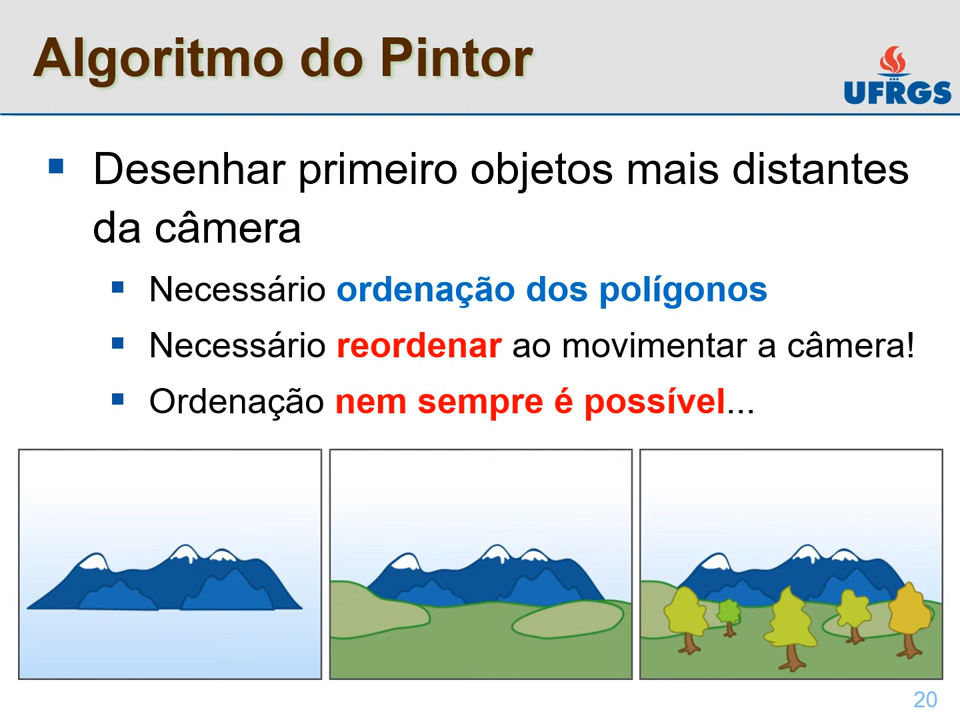 Algoritmo do Pintor
UFRGS
Desenhar primeiro objetos mais distantes
da câmera
Necessário ordenação dos polígonos
Necessário reordenar ao movimentar a câmera!
Ordenação nem sempre é possível...
20